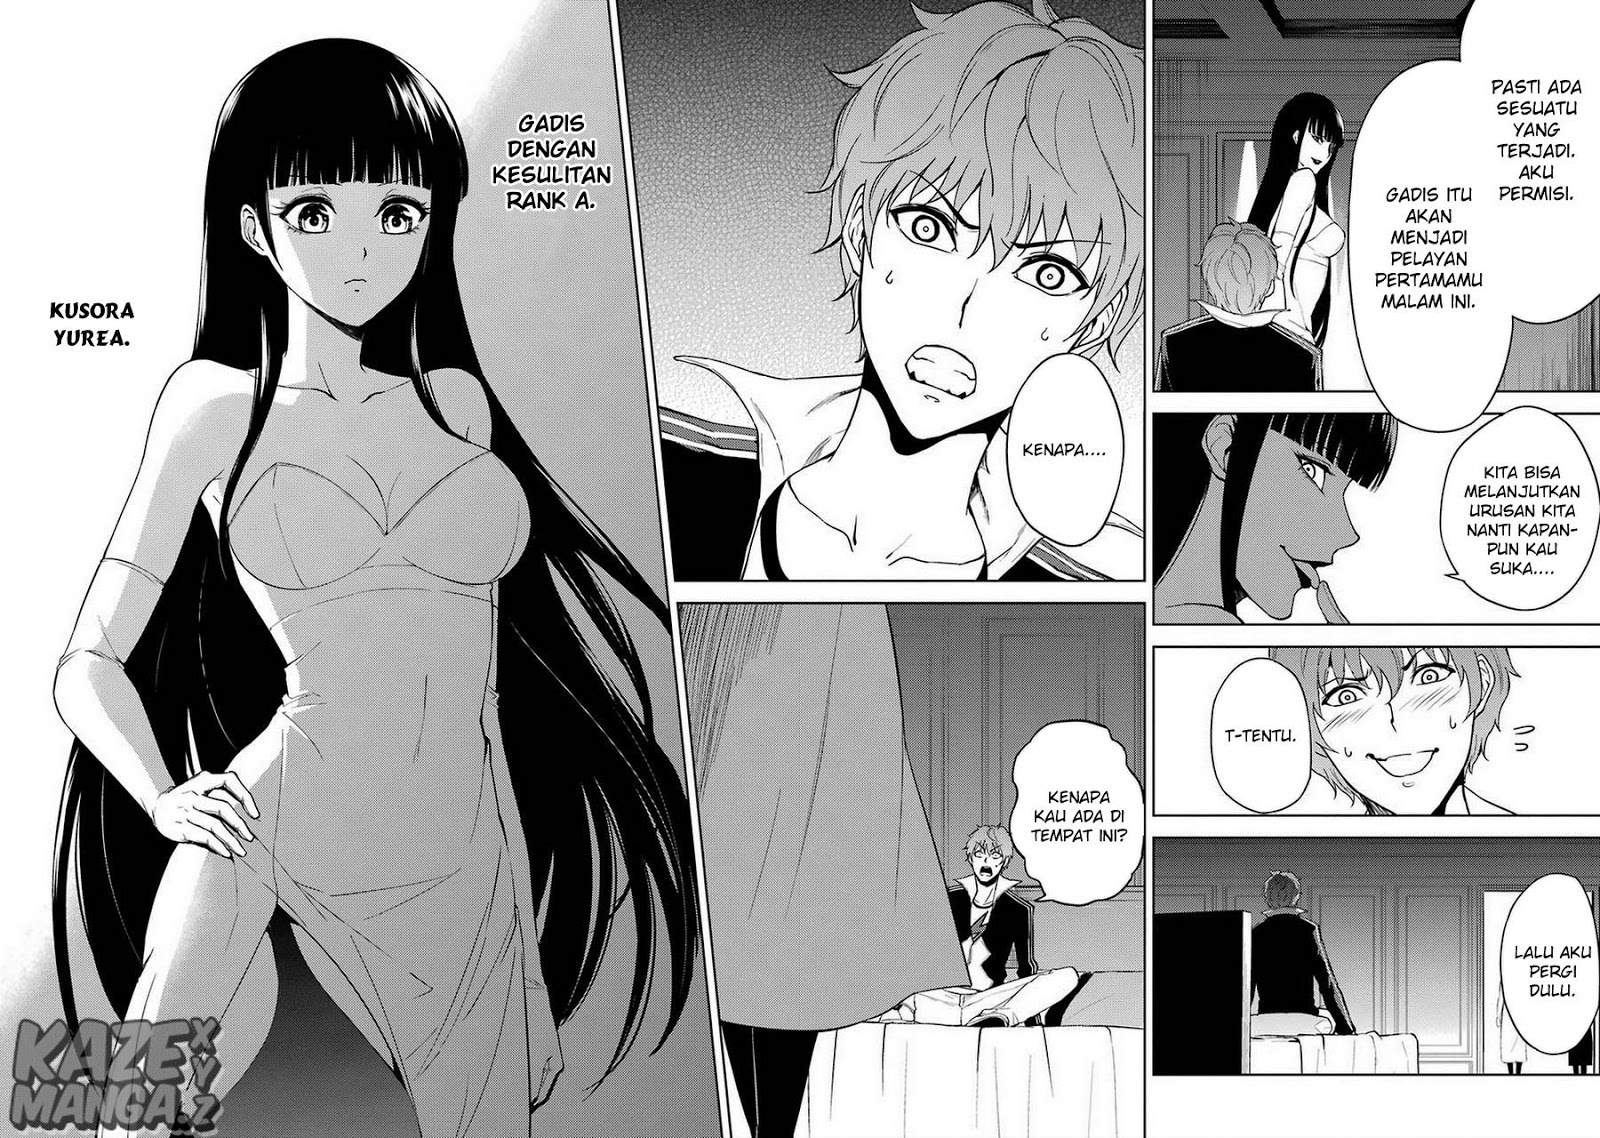 PASTI ADA
SESUATU
YANG
TERJADI.
AKU
PERMISI.
GADIS ITU
AKAN
MENJADI
PELAYAN
PERTAMAMU
MALAM INI.
KITA BISA
MELANJUTKAN
URUSAN KITA
NANTI KAPAN-
PUN KAU
SUKA....
T-TENTU.
LALU AKU
PERGI
DULU.
KENAPA....
KENAPA
KAU ADA DI
TEMPAT INI?
GADIS
DENGAN
KESULITAN
RANK A.
KUSORA
YUREA.
KAZE
MANGA.XYZ